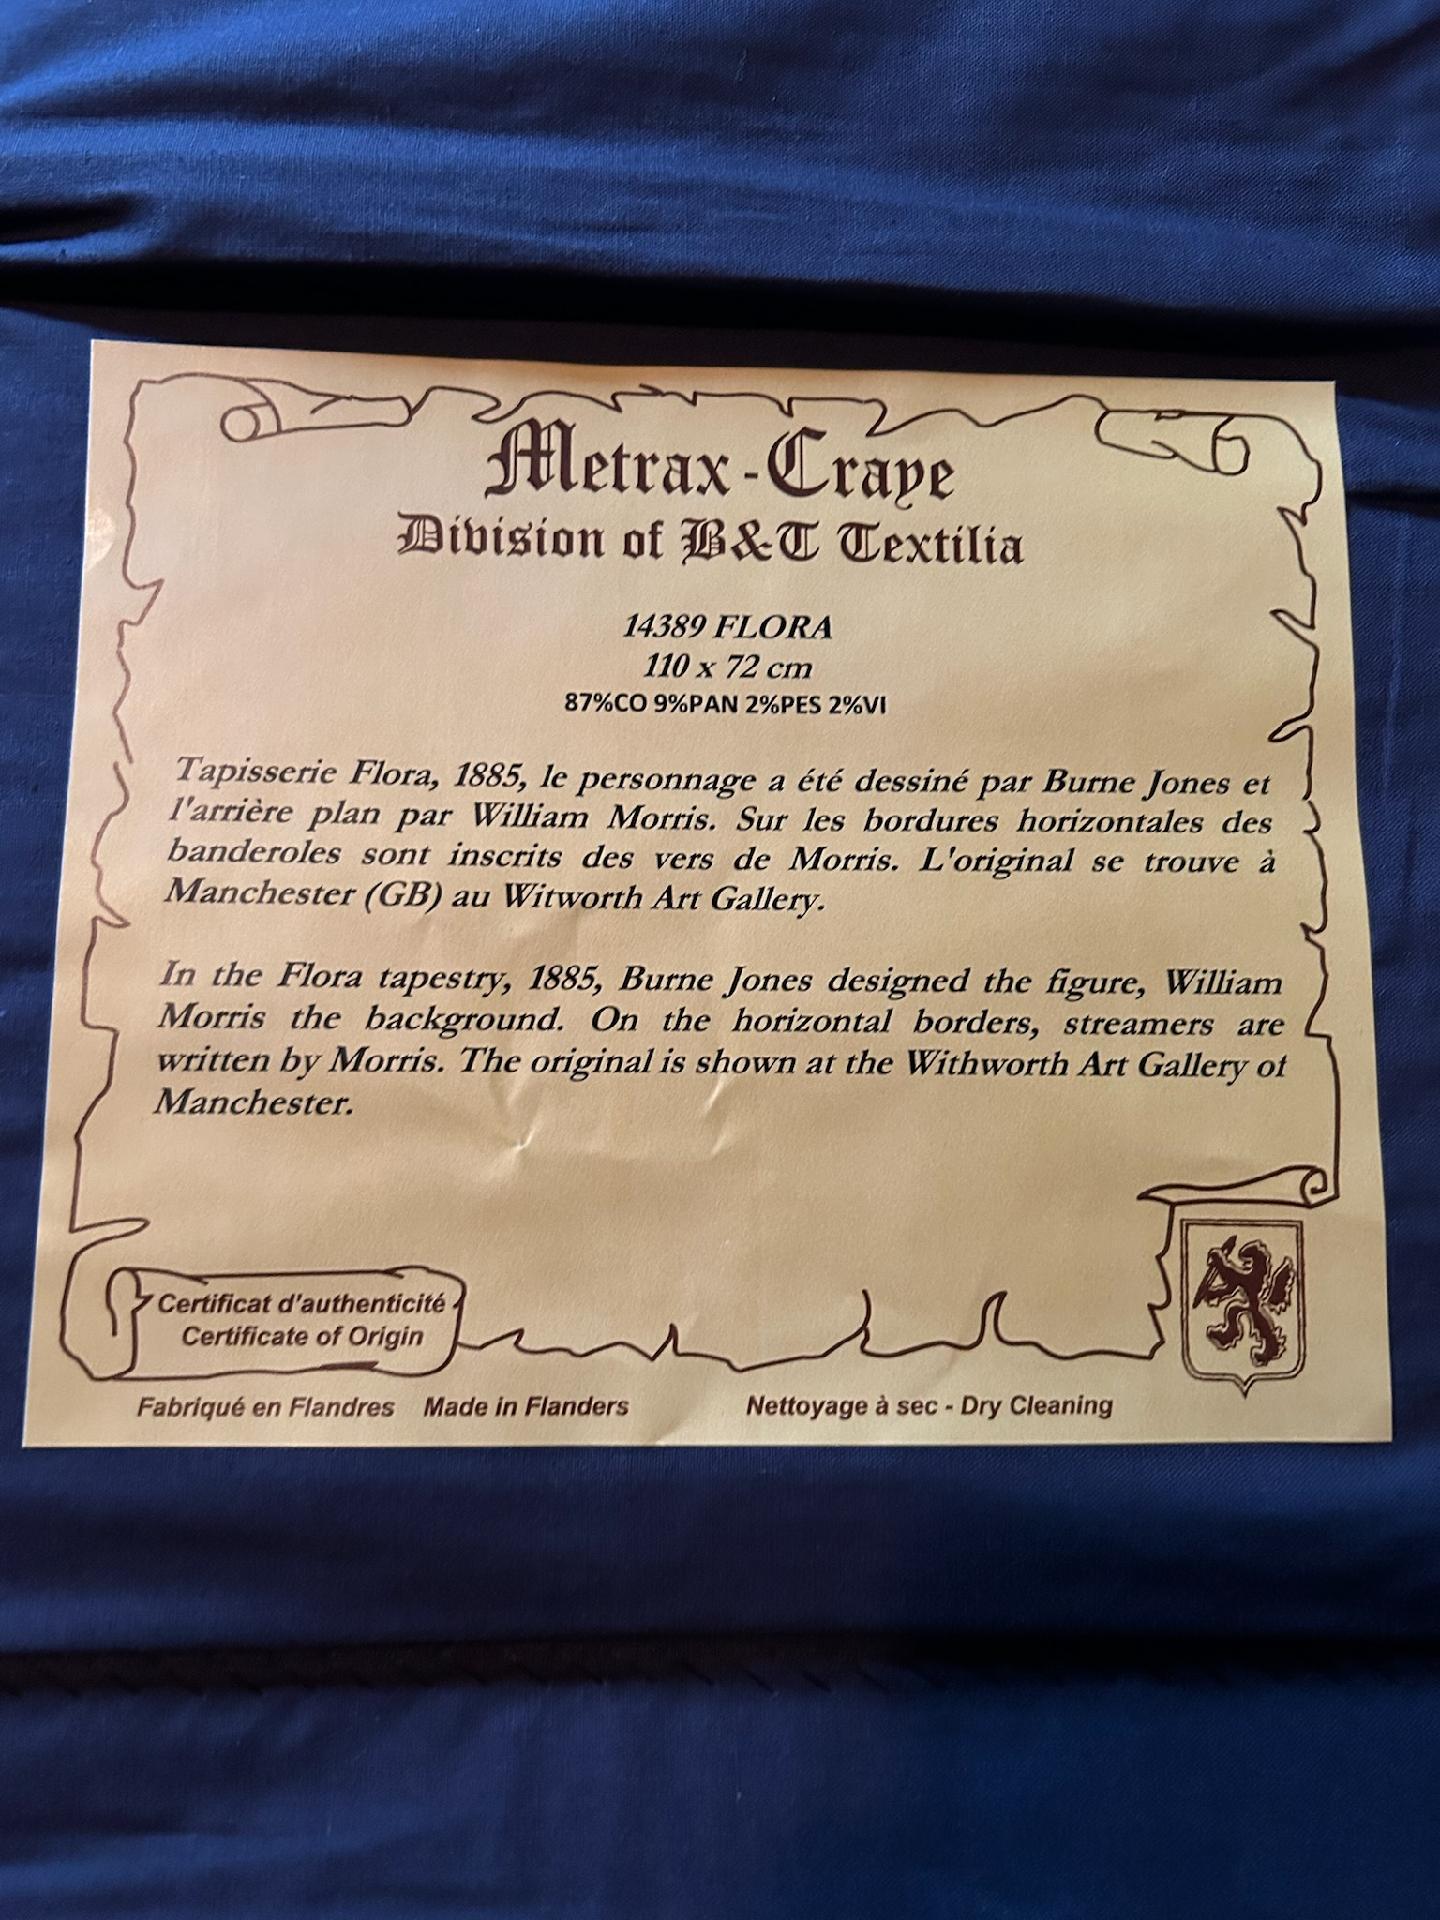 Metrax-Craye
Division of B&T Textilia
14389 FLORA
110 x 72 cm
87%CO 9%PAN 2%PES 2%VI
Tapisserie Flora, 1885, le personnage a été dessiné par Burne Jones et
l'arrière plan par William Morris. Sur les bordures horizontales des
banderoles sont inscrits des vers de Morris. L'original se trouve à
Manchester (GB) au Witworth Art Gallery.
In the Flora tapestry, 1885, Burne Jones designed the figure, William
Morris the background. On the horizontal borders, streamers are
written by Morris. The original is shown at the Withworth Art Gallery of
Manchester.
Certificat d'authenticité
Certificate of Origin
Fabriqué en Flandres Made in Flanders Nettoyage à sec - Dry Cleaning